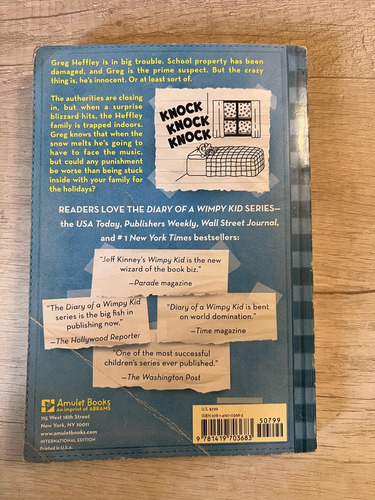 Greg Heffley is in big trouble. School property has
been damaged, and Greg is the prime suspect. But the crazy
thing is, he's innocent. Or at least sort of.
The authorities are closing
in, but when a surprise
blizzard hits, the Heffley
family is trapped indoors.
Greg knows that when the
snow melts he's going to
have to face the music,
but could any punishment
be worse than being stuck
inside with your family for
the holidays?
KNOCK
KNOCK
KNOCK
READERS LOVE THE DIARY OF A WIMPY KID SERIES—
the USA Today, Publishers Weekly, Wall Street Journal,
and #1 New York Times bestsellers:
"Jeff Kinney's Wimpy Kid is the new
wizard of the book biz."
—Parade magazine
"The Diary of a Wimpy Kid
series is the big fish in
publishing now."
—The Hollywood Reporter
"Diary of a Wimpy Kid is bent
on world domination."
—Time magazine
"One of the most successful
children's series ever published."
—The Washington Post
Amulet Books
An imprint of ABRAMS
115 West 18th Street
New York, NY 10011
www.amuletbooks.com
INTERNATIONAL EDITION
Printed in U.S.A.
U.S. $7.99
ISBN 978-1-4197-0368-3
50799
9 781419 703683